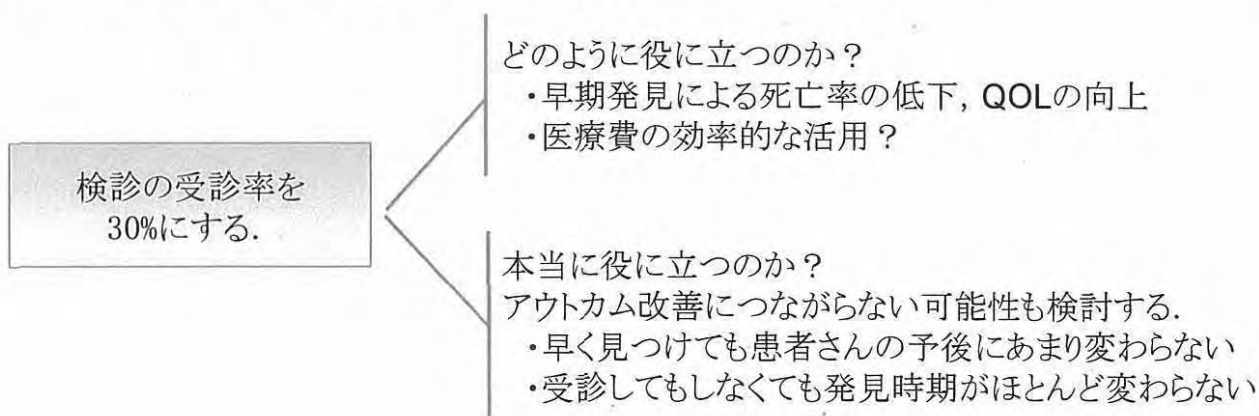 検診の受診率を
30%にする.
どのように役に立つのか？
・早期発見による死亡率の低下, QOLの向上
・医療費の効率的な活用？
本当に役に立つのか？
アウトカム改善につながらない可能性も検討する.
・早く見つけても患者さんの予後にあまり変わらない
・受診してもしなくても発見時期がほとんど変わらない